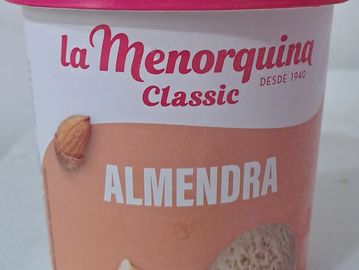 la Menorquina
DESDE 1940
Classic
ALMENDRA